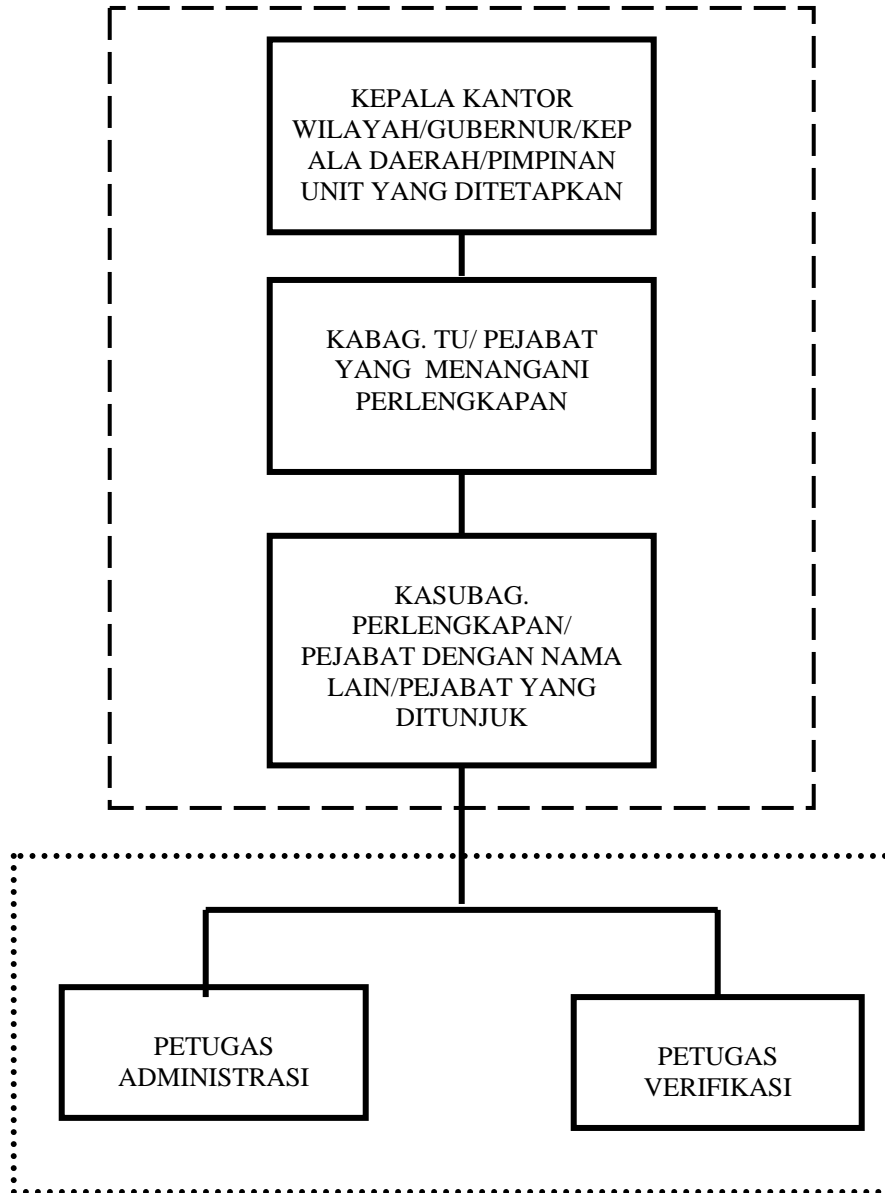 KEPALA KANTOR
WILAYAH/GUBERNUR/KEP
ALA DAERAH/PIMPINAN
UNIT YANG DITETAPKAN
KABAG. TU/ PEJABAT
YANG  MENANGANI
PERLENGKAPAN
KASUBAG.
PERLENGKAPAN/
PEJABAT DENGAN NAMA
LAIN/PEJABAT YANG
DITUNJUK
PETUGAS
ADMINISTRASI
PETUGAS
VERIFIKASI